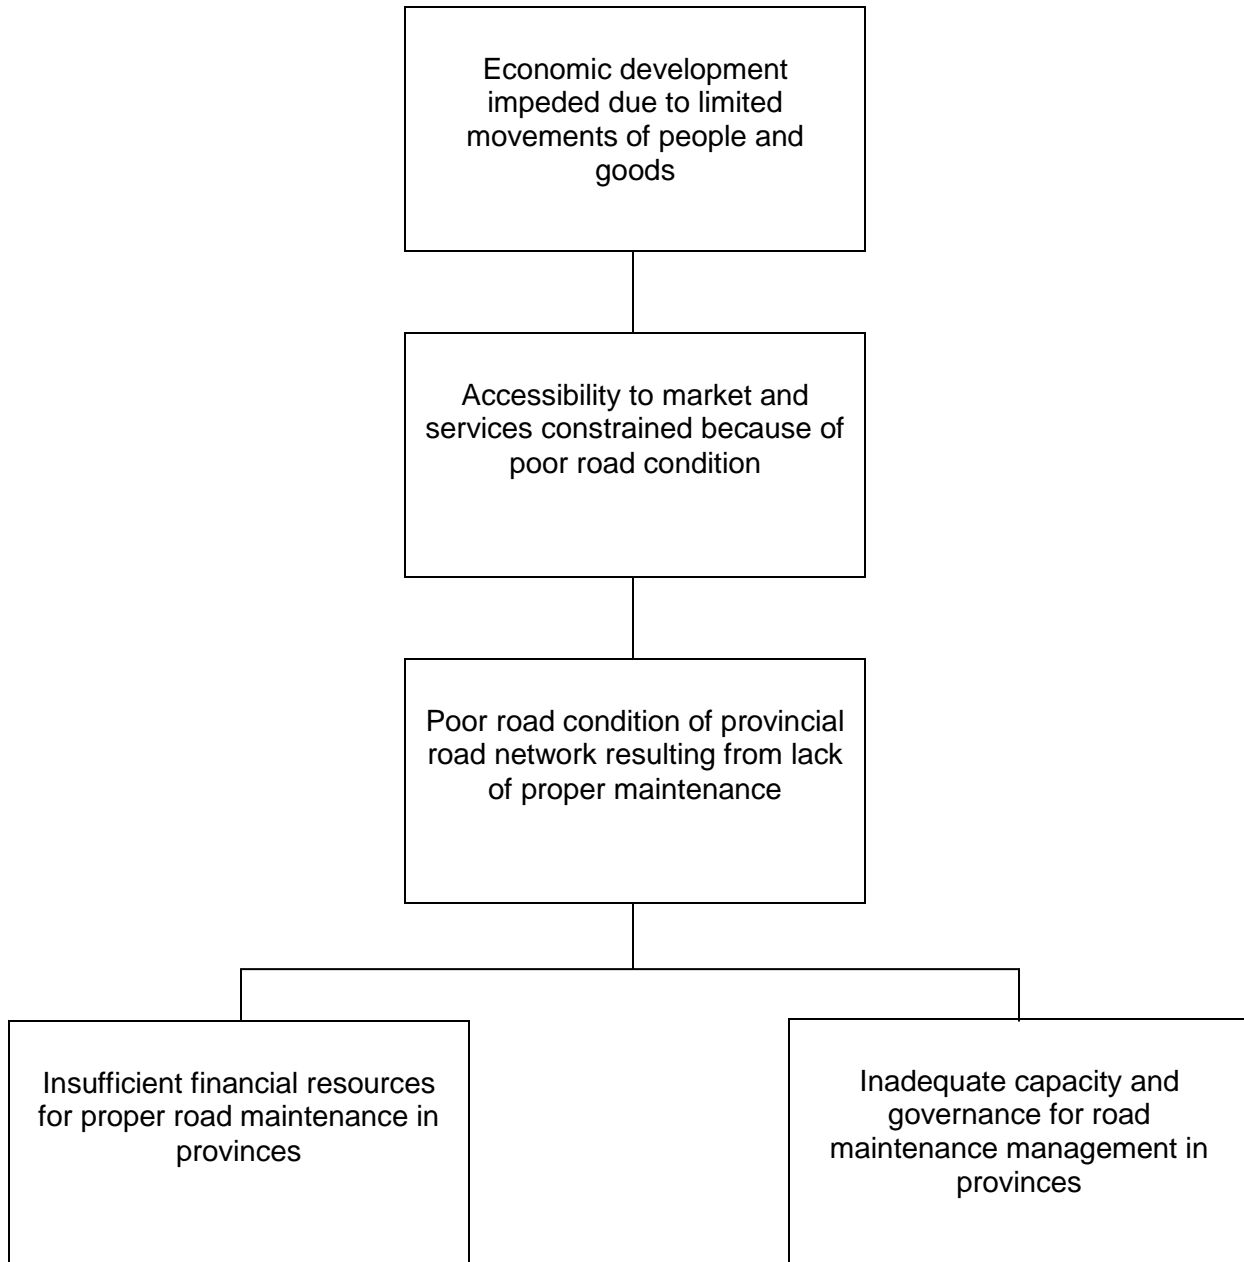 Economic development
impeded due to limited
movements of people and
goods
Accessibility to market and
services constrained because of
poor road condition
Poor road condition of provincial
road network resulting from lack
of proper maintenance
Insufficient financial resources
for proper road maintenance in
provinces
Inadequate capacity and
governance for road
maintenance management in
provinces